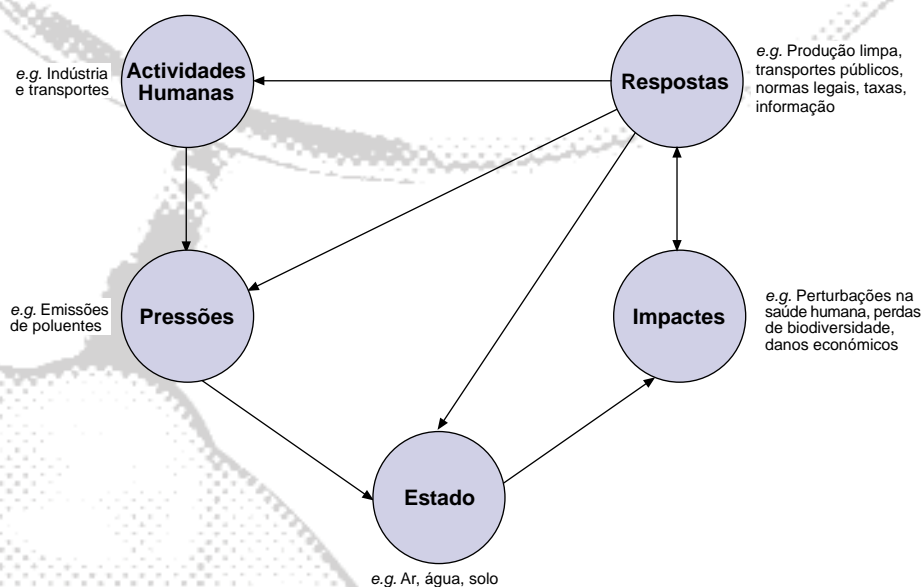 e.g. Indústria
e transportes
Actividades
Humanas
Respostas
e.g. Produção limpa,
transportes públicos,
normas legais, taxas,
informação
e.g. Emissões
de poluentes
Pressões
Impactes
e.g. Perturbações na
saúde humana, perdas
de biodiversidade,
danos económicos
Estado
e.g. Ar, água, solo